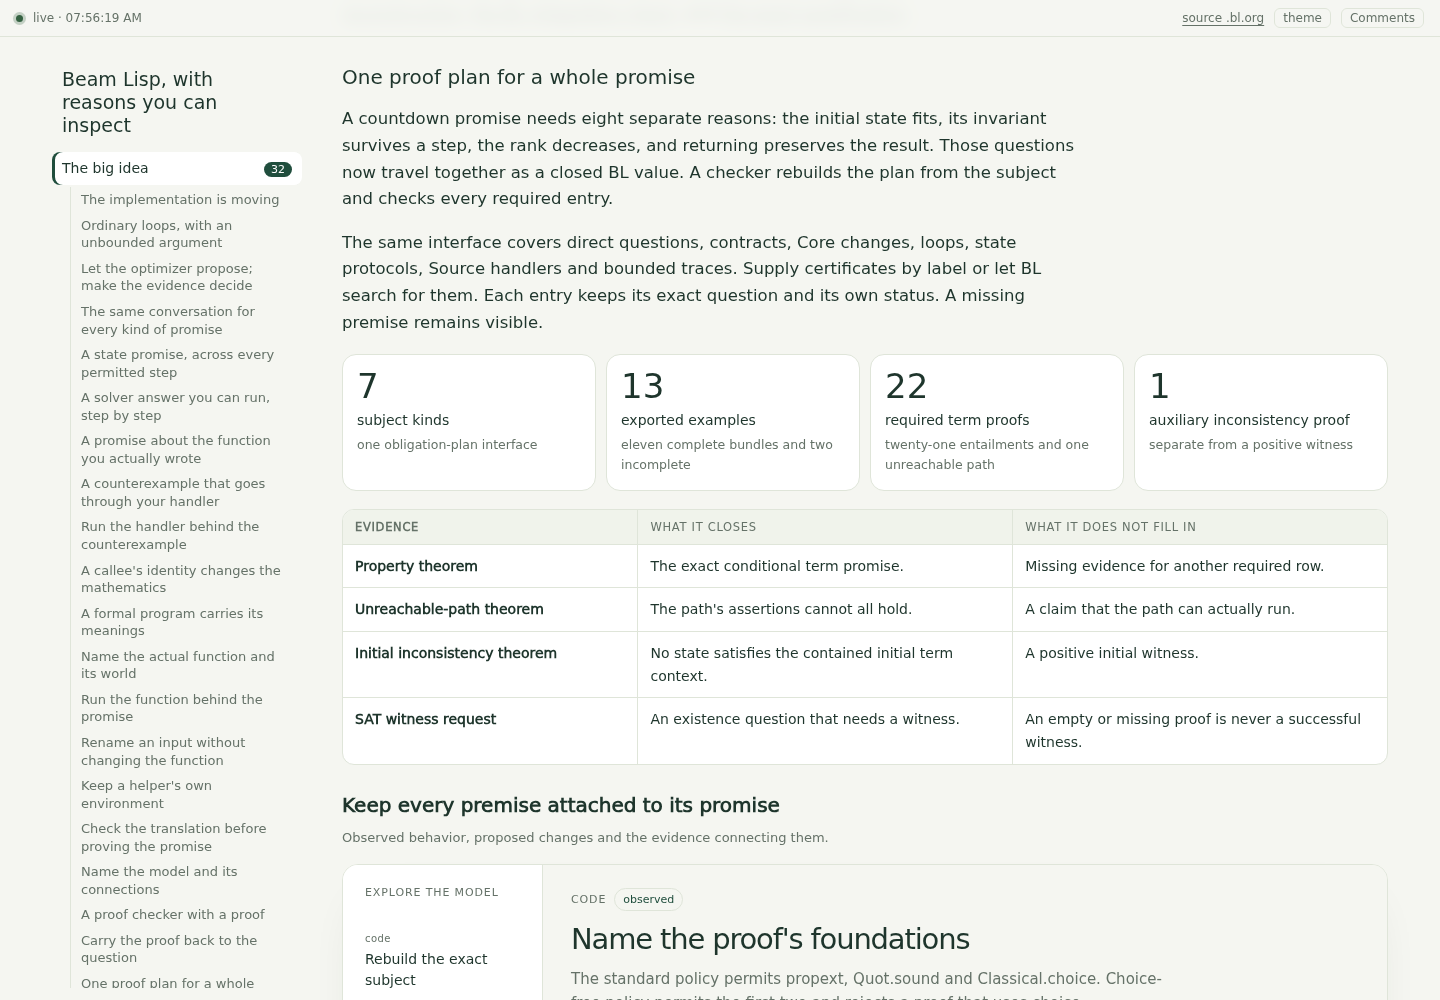 live · 07:56:19 AM
source .bl.org
theme
Comments
Beam Lisp, with
reasons you can
inspect
The big idea
32
The implementation is moving
Ordinary loops, with an
unbounded argument
Let the optimizer propose;
make the evidence decide
The same conversation for
every kind of promise
A state promise, across every
permitted step
A solver answer you can run,
step by step
A promise about the function
you actually wrote
A counterexample that goes
through your handler
Run the handler behind the
counterexample
A callee's identity changes the
mathematics
A formal program carries its
meanings
Name the actual function and
its world
Run the function behind the
promise
Rename an input without
changing the function
Keep a helper's own
environment
Check the translation before
proving the promise
Name the model and its
connections
A proof checker with a proof
Carry the proof back to the
question
One proof plan for a whole
One proof plan for a whole promise
A countdown promise needs eight separate reasons: the initial state fits, its invariant
survives a step, the rank decreases, and returning preserves the result. Those questions
now travel together as a closed BL value. A checker rebuilds the plan from the subject
and checks every required entry.
The same interface covers direct questions, contracts, Core changes, loops, state
protocols, Source handlers and bounded traces. Supply certificates by label or let BL
search for them. Each entry keeps its exact question and its own status. A missing
premise remains visible.
7
subject kinds
one obligation-plan interface
13
exported examples
eleven complete bundles and two
incomplete
22
required term proofs
twenty-one entailments and one
unreachable path
1
auxiliary inconsistency proof
separate from a positive witness
EVIDENCE
WHAT IT CLOSES
WHAT IT DOES NOT FILL IN
Property theorem
The exact conditional term promise.
Missing evidence for another required row.
Unreachable-path theorem
The path's assertions cannot all hold.
A claim that the path can actually run.
Initial inconsistency theorem
No state satisfies the contained initial term
context.
A positive initial witness.
SAT witness request
An existence question that needs a witness.
An empty or missing proof is never a successful
witness.
Keep every premise attached to its promise
Observed behavior, proposed changes and the evidence connecting them.
EXPLORE THE MODEL
code
Rebuild the exact
subject
CODE
observed
Name the proof's foundations
The standard policy permits propext, Quot.sound and Classical.choice. Choice-
free policy permits the first two and rejects a proof that uses choice.